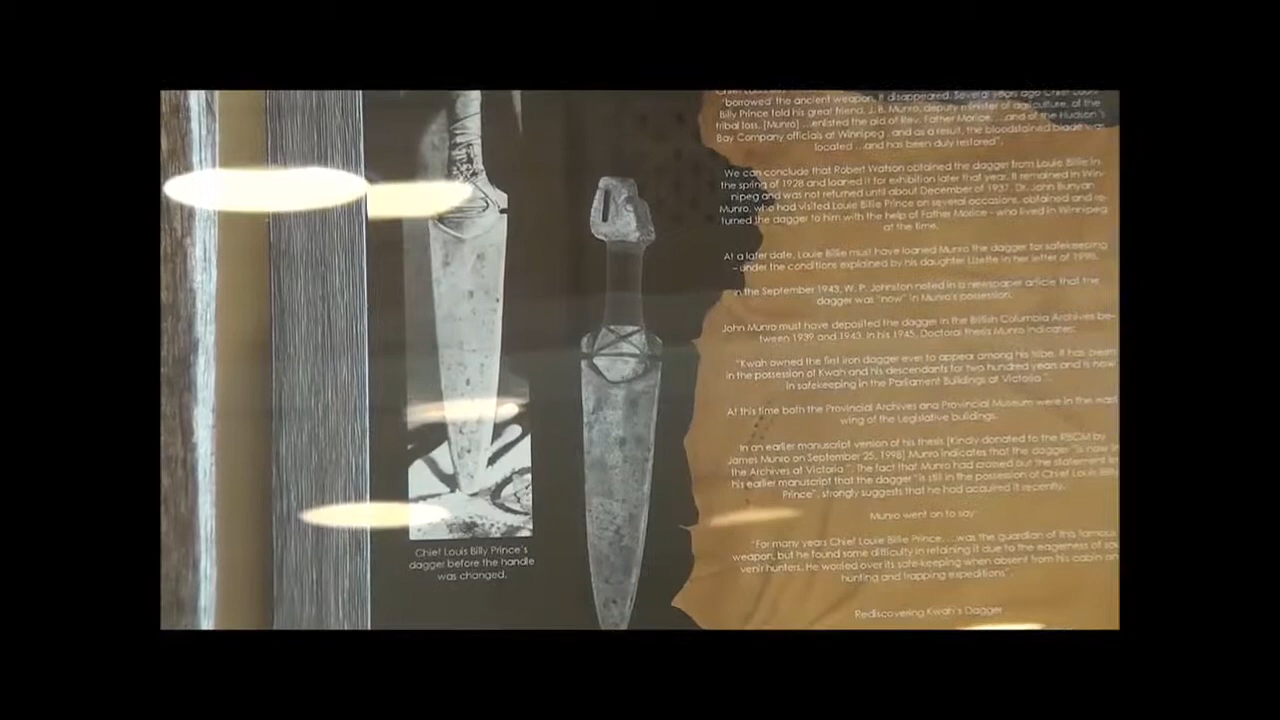 Chief Louis Billy Prince's
dagger before the handle
was changed.
"borrowed' the ancient weapon, it disappeared. Several years ago Chief Louis
Billy Prince told his great friend, J. B. Munro, deputy minister of agriculture, of the
tribal loss. [Munro] ...enlisted the aid of Rev. Father Morice ....and of the Hudson's
Bay Company officials at Winnipeg , and as a result, the bloodstained blade was
located ...and has been duly restored".
We can conclude that Robert Watson obtained the dagger from Louie Billie in
the spring of 1928 and loaned it for exhibition later that year. It remained in Win-
nipeg and was not returned until about December of 1937. Dr. John Bunyan
Munro, who had visited Louie Billie Prince on several occasions, obtained and re-
turned the dagger to him with the help of Father Morice - who lived in Winnipeg
at the time.
At a later date, Louie Billie must have loaned Munro the dagger for safekeeping
– under the conditions explained by his daughter Lizette in her letter of 1998.
In the September 1943, W. P. Johnston noted in a newspaper article that the
dagger was "now" in Munro's possession.
John Munro must have deposited the dagger in the British Columbia Archives be-
tween 1939 and 1943. In his 1945, Doctoral thesis Munro indicates:
"Kwah owned the first iron dagger ever to appear among his tribe. It has been
in the possession of Kwah and his descendants for two hundred years and is now
in safekeeping in the Parliament Buildings at Victoria ".
At this time both the Provincial Archives and Provincial Museum were in the east
wing of the Legislative buildings.
In an earlier manuscript version of his thesis [Kindly donated to the RBCM by
James Munro on September 25, 1998] Munro indicates that the dagger "is now in
the Archives at Victoria ". The fact that Munro had crossed out the statement in
his earlier manuscript that the dagger "is still in the possession of Chief Louis Billie
Prince", strongly suggests that he had acquired it recently.
Munro went on to say:
"For many years Chief Louie Billie Prince.....was the guardian of this famous
weapon, but he found some difficulty in retaining it due to the eagerness of sou
venir hunters. He worried over its safe-keeping when absent from his cabin on
hunting and trapping expeditions".
Rediscovering Kwah's Dagger